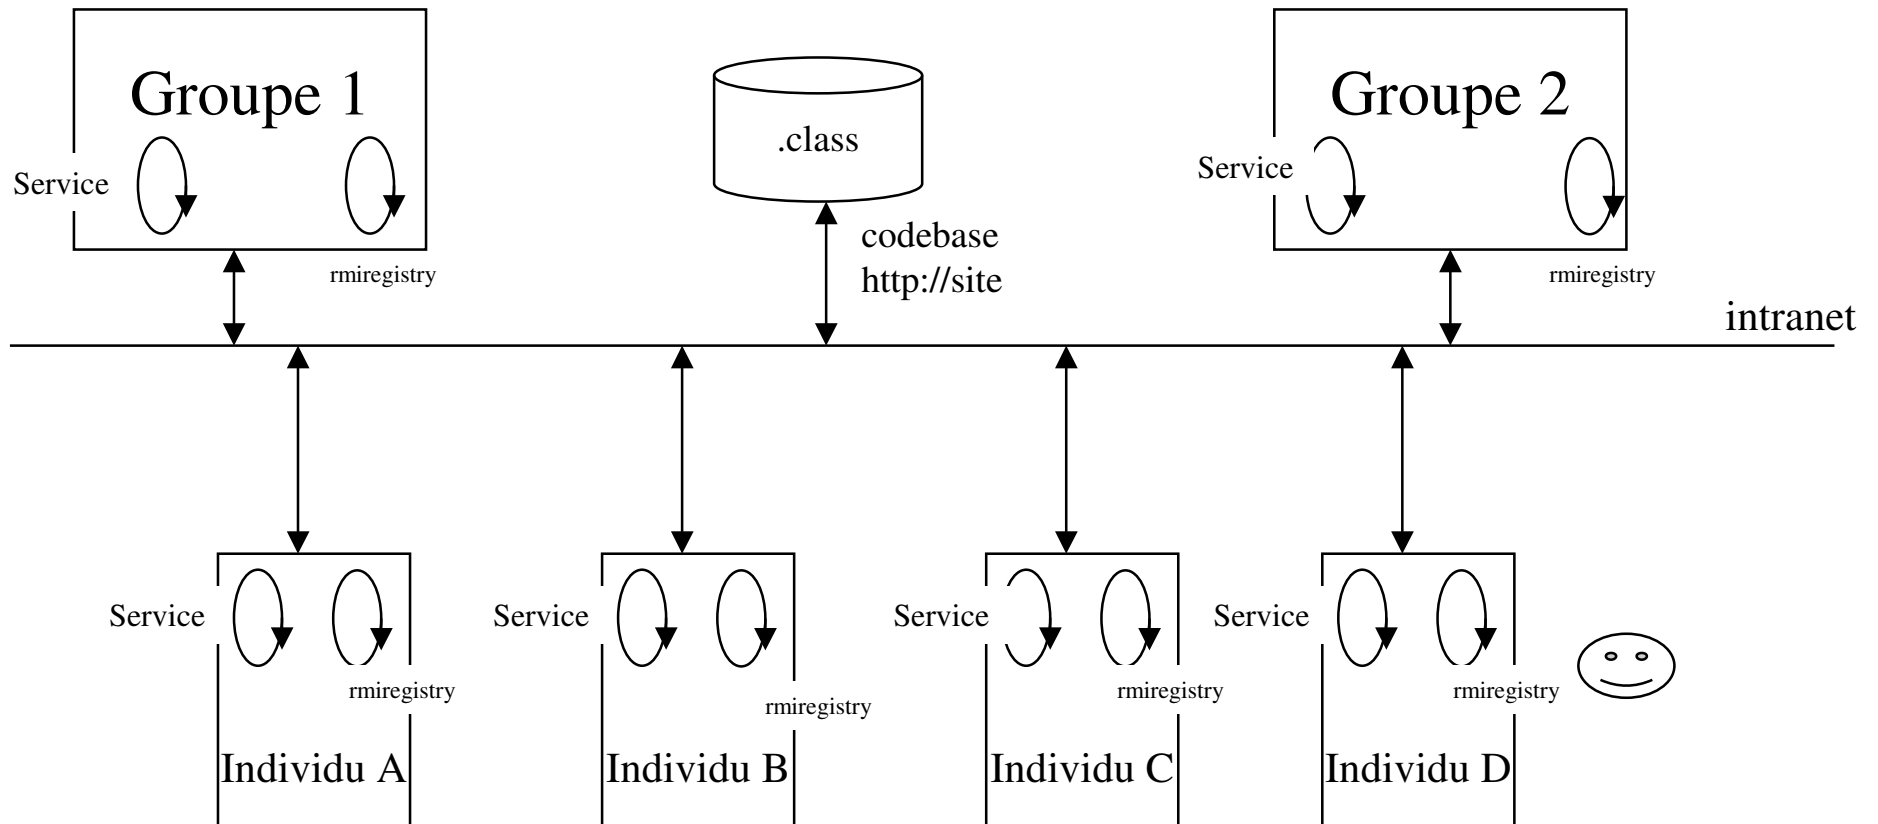 Groupe 1
Service
rmiregistry
.class
codebase
http://site
Groupe 2
Service
rmiregistry
intranet
Service
rmiregistry
Individu A
Service
rmiregistry
Individu B
Service
rmiregistry
Individu C
Service
rmiregistry
Individu D